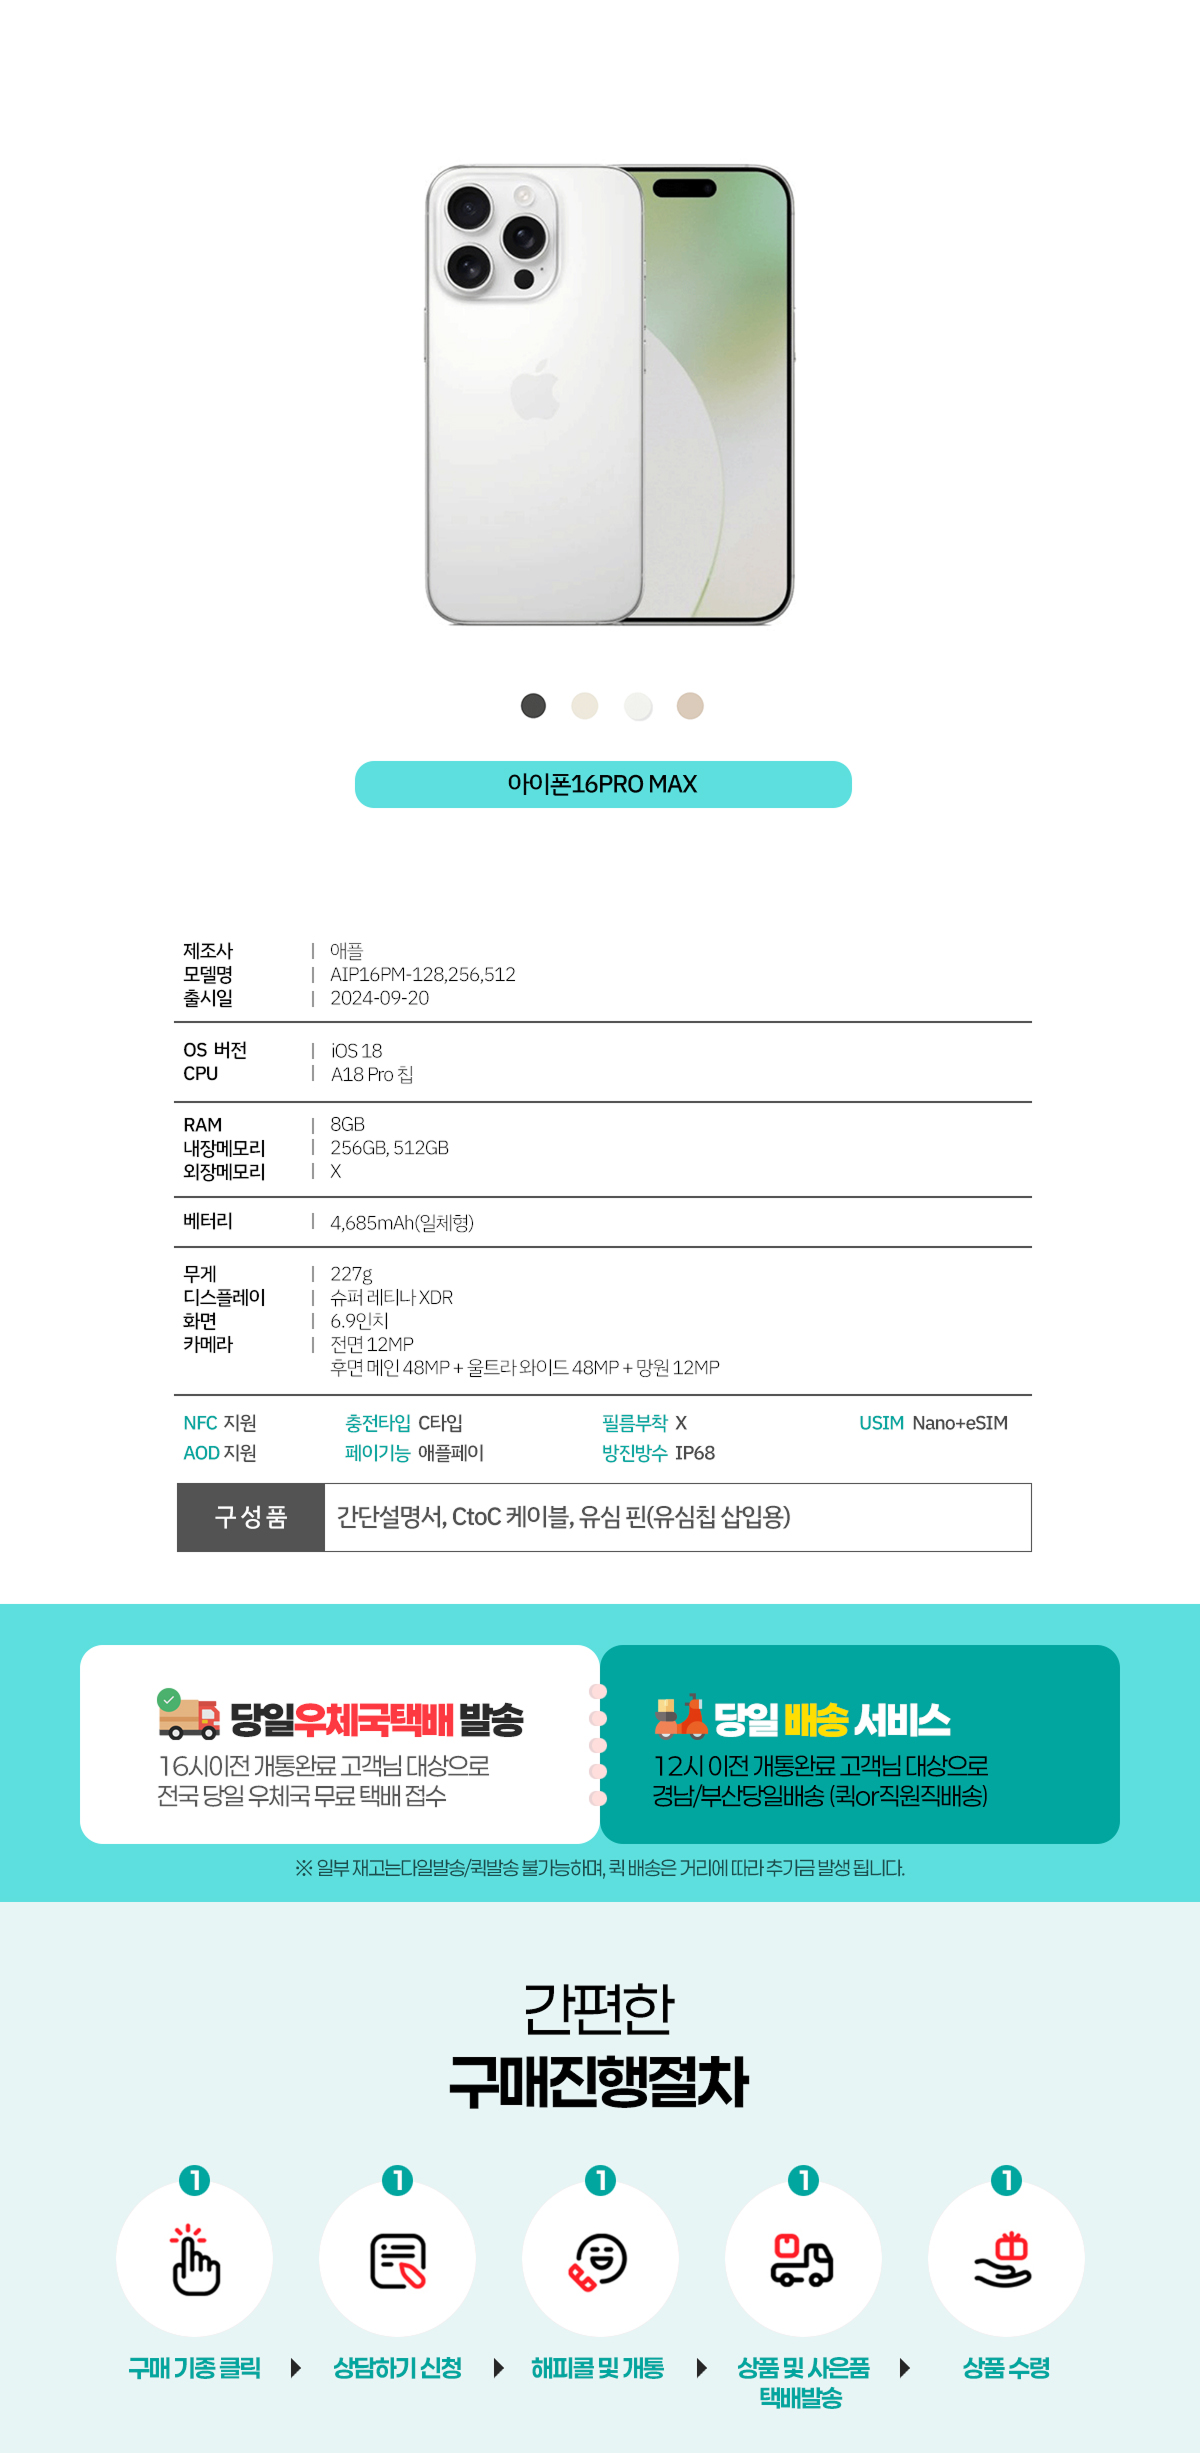 아이폰16PRO MAX
제조사 | 애플
모델명 | AIP16PM-128,256,512
출시일 | 2024-09-20
OS 버전 | iOS 18
CPU | A18 Pro 칩
RAM | 8GB
내장메모리 | 256GB, 512GB
외장메모리 | X
베터리 | 4,685mAh(일체형)
무게 | 227g
디스플레이 | 슈퍼 레티나 XDR
화면 | 6.9인치
카메라 | 전면 12MP
후면 메인 48MP + 울트라 와이드 48MP + 망원 12MP
NFC 지원 충전타입 C타입 필름부착 X USIM Nano+eSIM
AOD 지원 페이기능 애플페이 방진방수 IP68
구성품 간단설명서, CtoC 케이블, 유심 핀(유심칩 삽입용)
당일우체국택배 발송
16시이전 개통완료 고객님 대상으로
전국 당일 우체국 무료 택배 접수
당일 배송 서비스
12시 이전 개통완료 고객님 대상으로
경남/부산당일배송 (퀵or직원직배송)
※ 일부 재고는다일발송/퀵발송 불가능하며, 퀵 배송은 거리에 따라 추가금 발생 됩니다.
간편한
구매진행절차
1 1 1 1 1
구매 기종 클릭 상담하기 신청 해피콜 및 개통 상품 및 사은품 상품 수령
택배발송